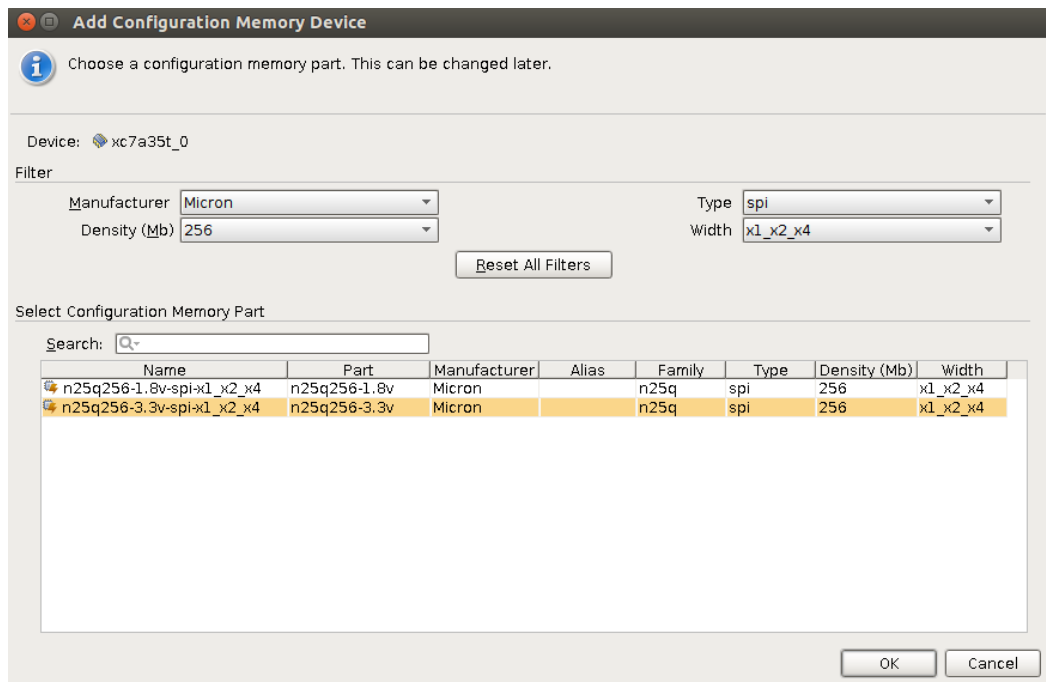 Add Configuration Memory Device
Choose a configuration memory part. This can be changed later.
Device: xc7a35t_0
Filter
Manufacturer Micron Type spi
Density (Mb) 256 Width x1_x2_x4
Reset All Filters
Select Configuration Memory Part
Search:
Name Part Manufacturer Alias Family Type Density (Mb) Width
n25q256-1.8v-spi-x1_x2_x4 n25q256-1.8v Micron n25q spi 256 x1_x2_x4
n25q256-3.3v-spi-x1_x2_x4 n25q256-3.3v Micron n25q spi 256 x1_x2_x4
OK Cancel